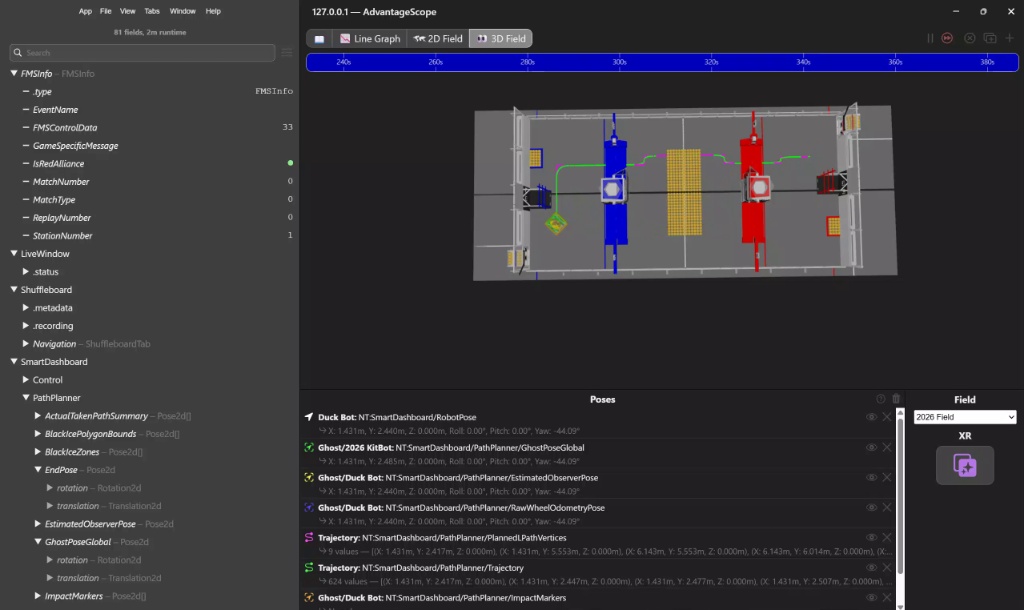 App File View Tabs Window Help
127.0.0.1 — AdvantageScope
81 fields, 2m runtime
Search
Line Graph 2D Field 3D Field
240s 260s 280s 300s 320s 340s 360s 380s
FMSInfo – FMSInfo
.type FMSInfo
EventName
FMSControlData 33
GameSpecificMessage
IsRedAlliance
MatchNumber 0
MatchType 0
ReplayNumber 0
StationNumber 1
LiveWindow
.status
Shuffleboard
.metadata
.recording
Navigation – ShuffleboardTab
SmartDashboard
Control
PathPlanner
ActualTakenPathSummary – Pose2d[]
BlackIcePolygonBounds – Pose2d[]
BlackIceZones – Pose2d[]
EndPose – Pose2d
rotation – Rotation2d
translation – Translation2d
EstimatedObserverPose – Pose2d
GhostPoseGlobal – Pose2d
rotation – Rotation2d
translation – Translation2d
ImpactMarkers – Pose2d[]
Poses
Duck Bot: NT:SmartDashboard/RobotPose
X: 1.431m, Y: 2.440m, Z: 0.000m, Roll: 0.00°, Pitch: 0.00°, Yaw: -44.09°
Ghost/2026 KitBot: NT:SmartDashboard/PathPlanner/GhostPoseGlobal
X: 1.431m, Y: 2.485m, Z: 0.000m, Roll: 0.00°, Pitch: 0.00°, Yaw: -44.09°
Ghost/Duck Bot: NT:SmartDashboard/PathPlanner/EstimatedObserverPose
X: 1.431m, Y: 2.440m, Z: 0.000m, Roll: 0.00°, Pitch: 0.00°, Yaw: -44.09°
Ghost/Duck Bot: NT:SmartDashboard/PathPlanner/RawWheelOdometryPose
X: 1.431m, Y: 2.440m, Z: 0.000m, Roll: 0.00°, Pitch: 0.00°, Yaw: -44.09°
Trajectory: NT:SmartDashboard/PathPlanner/PlannedLPathVertices
9 values — [(X: 1.431m, Y: 2.417m, Z: 0.000m), (X: 1.431m, Y: 5.553m, Z: 0.000m), (X: 6.143m, Y: 5.553m, Z: 0.000m), (X: 6.143m, Y: 6.014m, Z: 0.000m), (X:...
Trajectory: NT:SmartDashboard/PathPlanner/Trajectory
624 values — [(X: 1.431m, Y: 2.417m, Z: 0.000m), (X: 1.431m, Y: 2.447m, Z: 0.000m), (X: 1.431m, Y: 2.477m, Z: 0.000m), (X: 1.431m, Y: 2.507m, Z: 0.000m), ...
Ghost/Duck Bot: NT:SmartDashboard/PathPlanner/ImpactMarkers
Field
2026 Field
XR